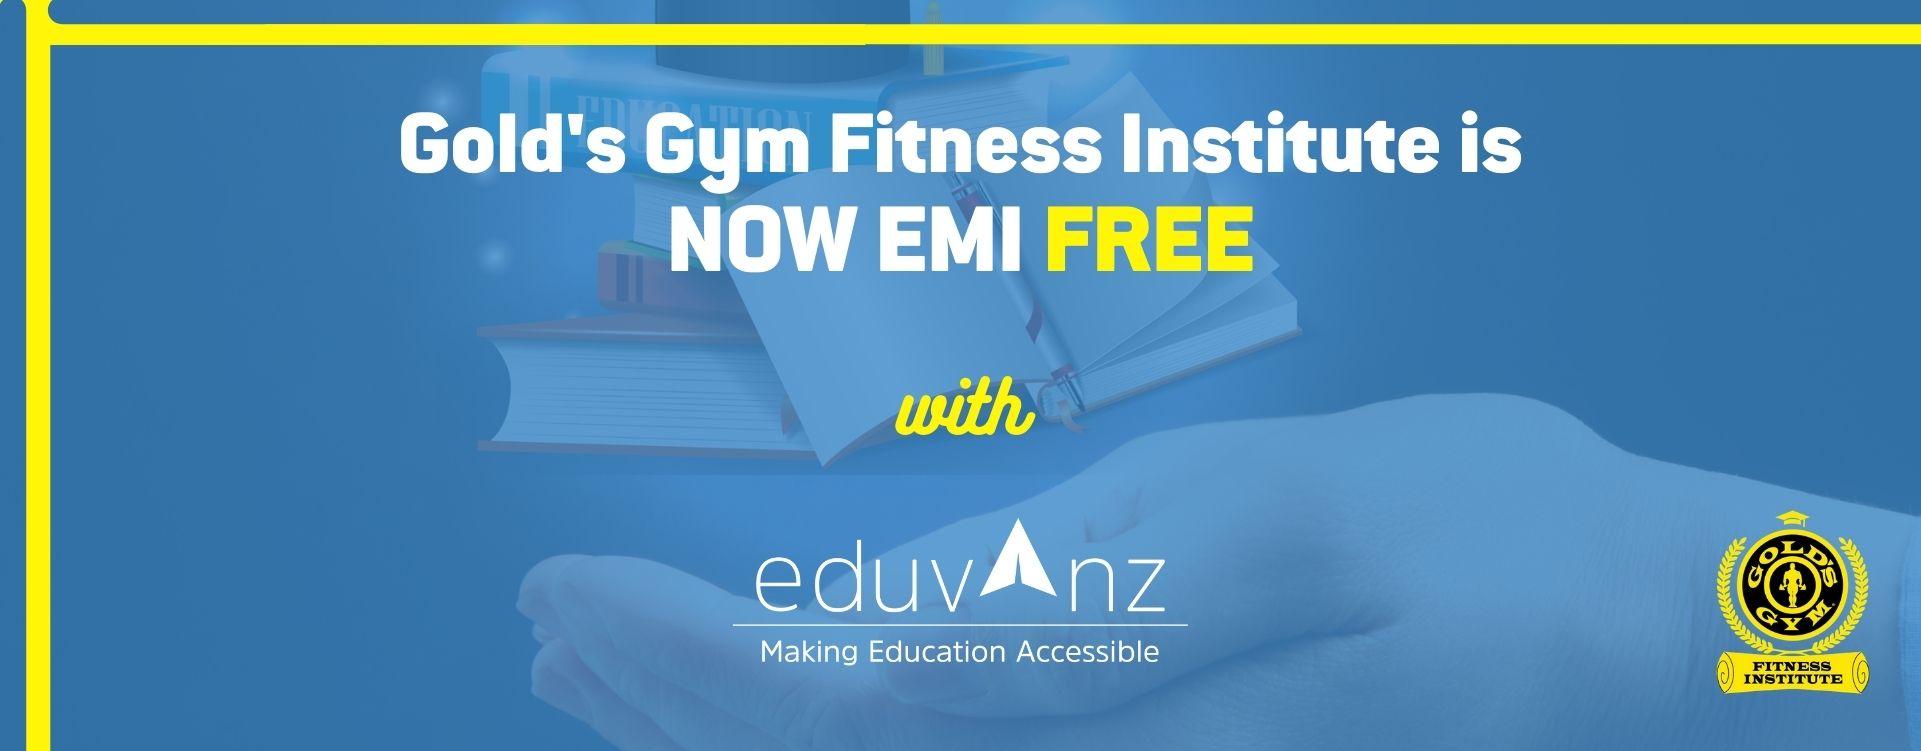 EDUCATION
Gold's Gym Fitness Institute is
NOW EMI FREE
with
eduvanz
Making Education Accessible
GOLD'S
GYM
FITNESS
INSTITUTE